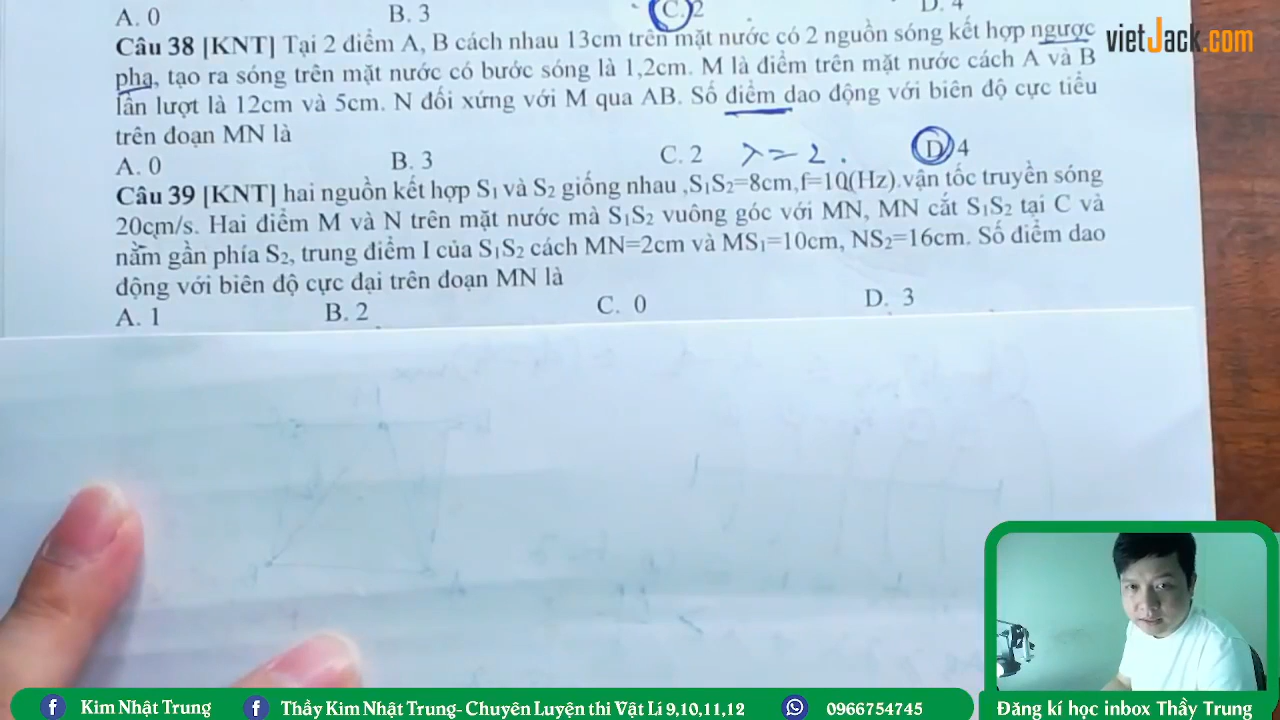 A. 0 B. 3 C. 2 D. 4
vietJack.com
Câu 38 [KNT] Tại 2 điểm A, B cách nhau 13cm trên mặt nước có 2 nguồn sóng kết hợp ngược
pha, tạo ra sóng trên mặt nước có bước sóng là 1,2cm. M là điểm trên mặt nước cách A và B
lần lượt là 12cm và 5cm. N đối xứng với M qua AB. Số điểm dao động với biên độ cực tiểu
trên đoạn MN là
A. 0 B. 3 C. 2 λ = 2 . D. 4
Câu 39 [KNT] hai nguồn kết hợp S₁ và S₂ giống nhau ,S₁S₂=8cm,f=10(Hz).vận tốc truyền sóng
20cm/s. Hai điểm M và N trên mặt nước mà S₁S₂ vuông góc với MN, MN cắt S₁S₂ tại C và
nằm gần phía S₂, trung điểm I của S₁S₂ cách MN=2cm và MS₁=10cm, NS₂=16cm. Số điểm dao
động với biên độ cực đại trên đoạn MN là
A. 1 B. 2 C. 0 D. 3
Kim Nhật Trung
Thầy Kim Nhật Trung- Chuyên Luyện thi Vật Lí 9,10,11,12
0966754745
Đăng kí học inbox Thầy Trung